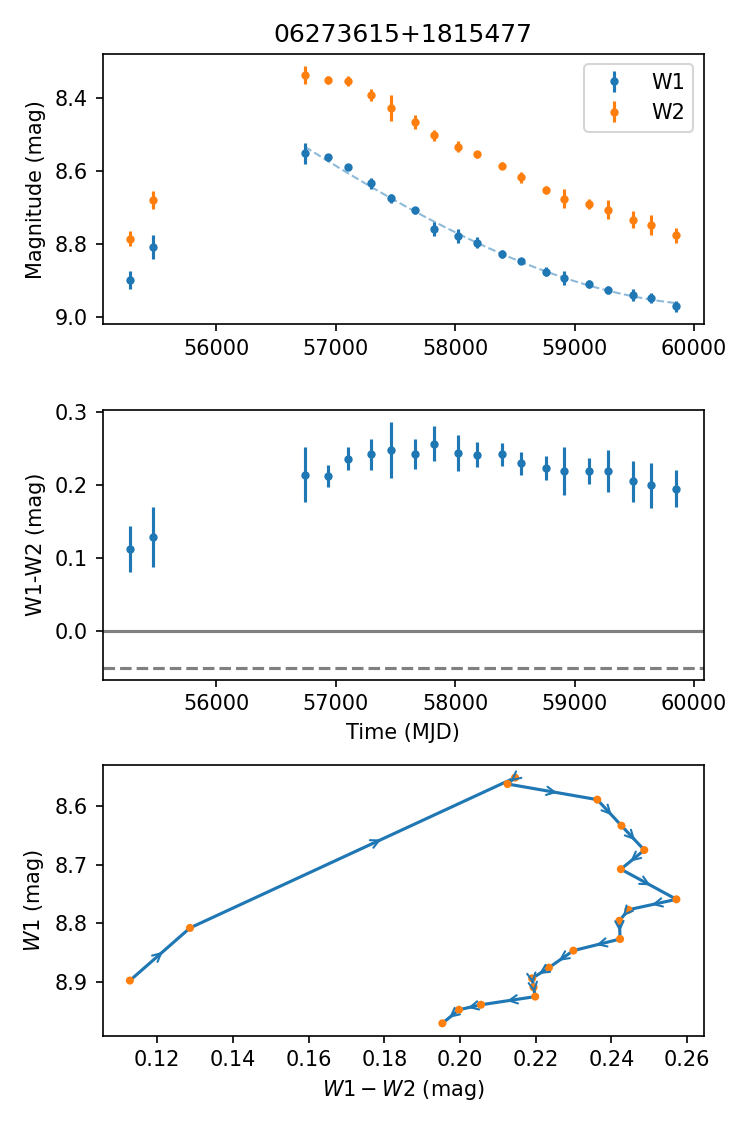 06273615+1815477
W1
W2
8.4
8.6
8.8
9.0
Magnitude (mag)
56000 57000 58000 59000 60000
0.3
0.2
0.1
0.0
W1-W2 (mag)
56000 57000 58000 59000 60000
Time (MJD)
8.6
8.7
8.8
8.9
W1 (mag)
0.12 0.14 0.16 0.18 0.20 0.22 0.24 0.26
W1 − W2 (mag)